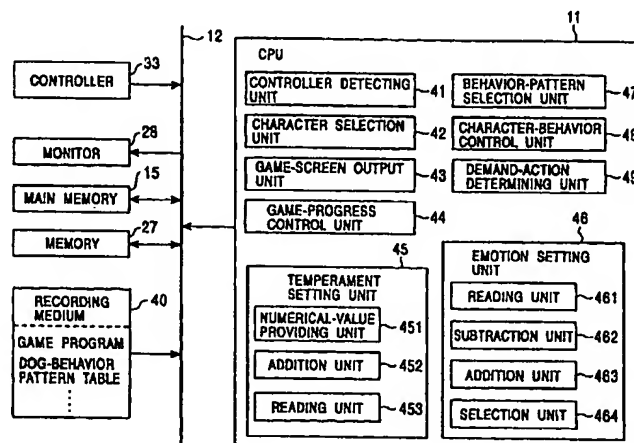 12
11
33
CONTROLLER
28
MONITOR
15
MAIN MEMORY
27
MEMORY
40
RECORDING
MEDIUM
GAME PROGRAM
DOG-BEHAVIOR
PATTERN TABLE
CPU
CONTROLLER DETECTING
UNIT
41
CHARACTER SELECTION
UNIT
42
GAME-SCREEN OUTPUT
UNIT
43
GAME-PROGRESS
CONTROL UNIT
44
BEHAVIOR-PATTERN
SELECTION UNIT
47
CHARACTER-BEHAVIOR
CONTROL UNIT
48
DEMAND-ACTION
DETERMINING UNIT
49
45
TEMPERAMENT
SETTING UNIT
NUMERICAL-VALUE
PROVIDING UNIT
451
ADDITION UNIT
452
READING UNIT
453
46
EMOTION SETTING
UNIT
READING UNIT
461
SUBTRACTION UNIT
462
ADDITION UNIT
463
SELECTION UNIT
464